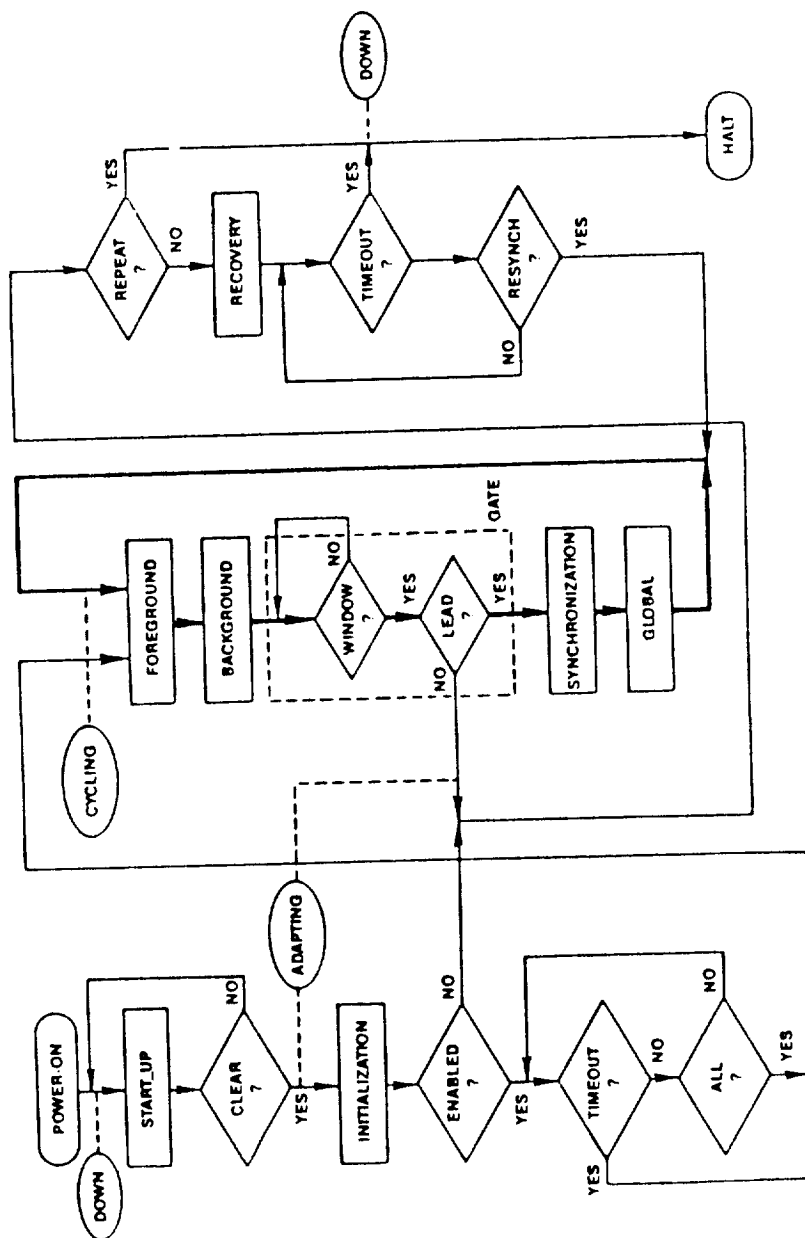 POWER-ON
DOWN
START_UP
CLEAR
?
NO
YES
ADAPTING
INITIALIZATION
ENABLED
?
NO
YES
TIMEOUT
?
YES
NO
ALL
?
NO
YES
CYCLING
FOREGROUND
BACKGROUND
WINDOW
?
NO
YES
GATE
LEAD
?
NO
YES
SYNCHRONIZATION
GLOBAL
REPEAT
?
YES
NO
RECOVERY
TIMEOUT
?
YES
DOWN
RESYNCH
?
NO
YES
HALT